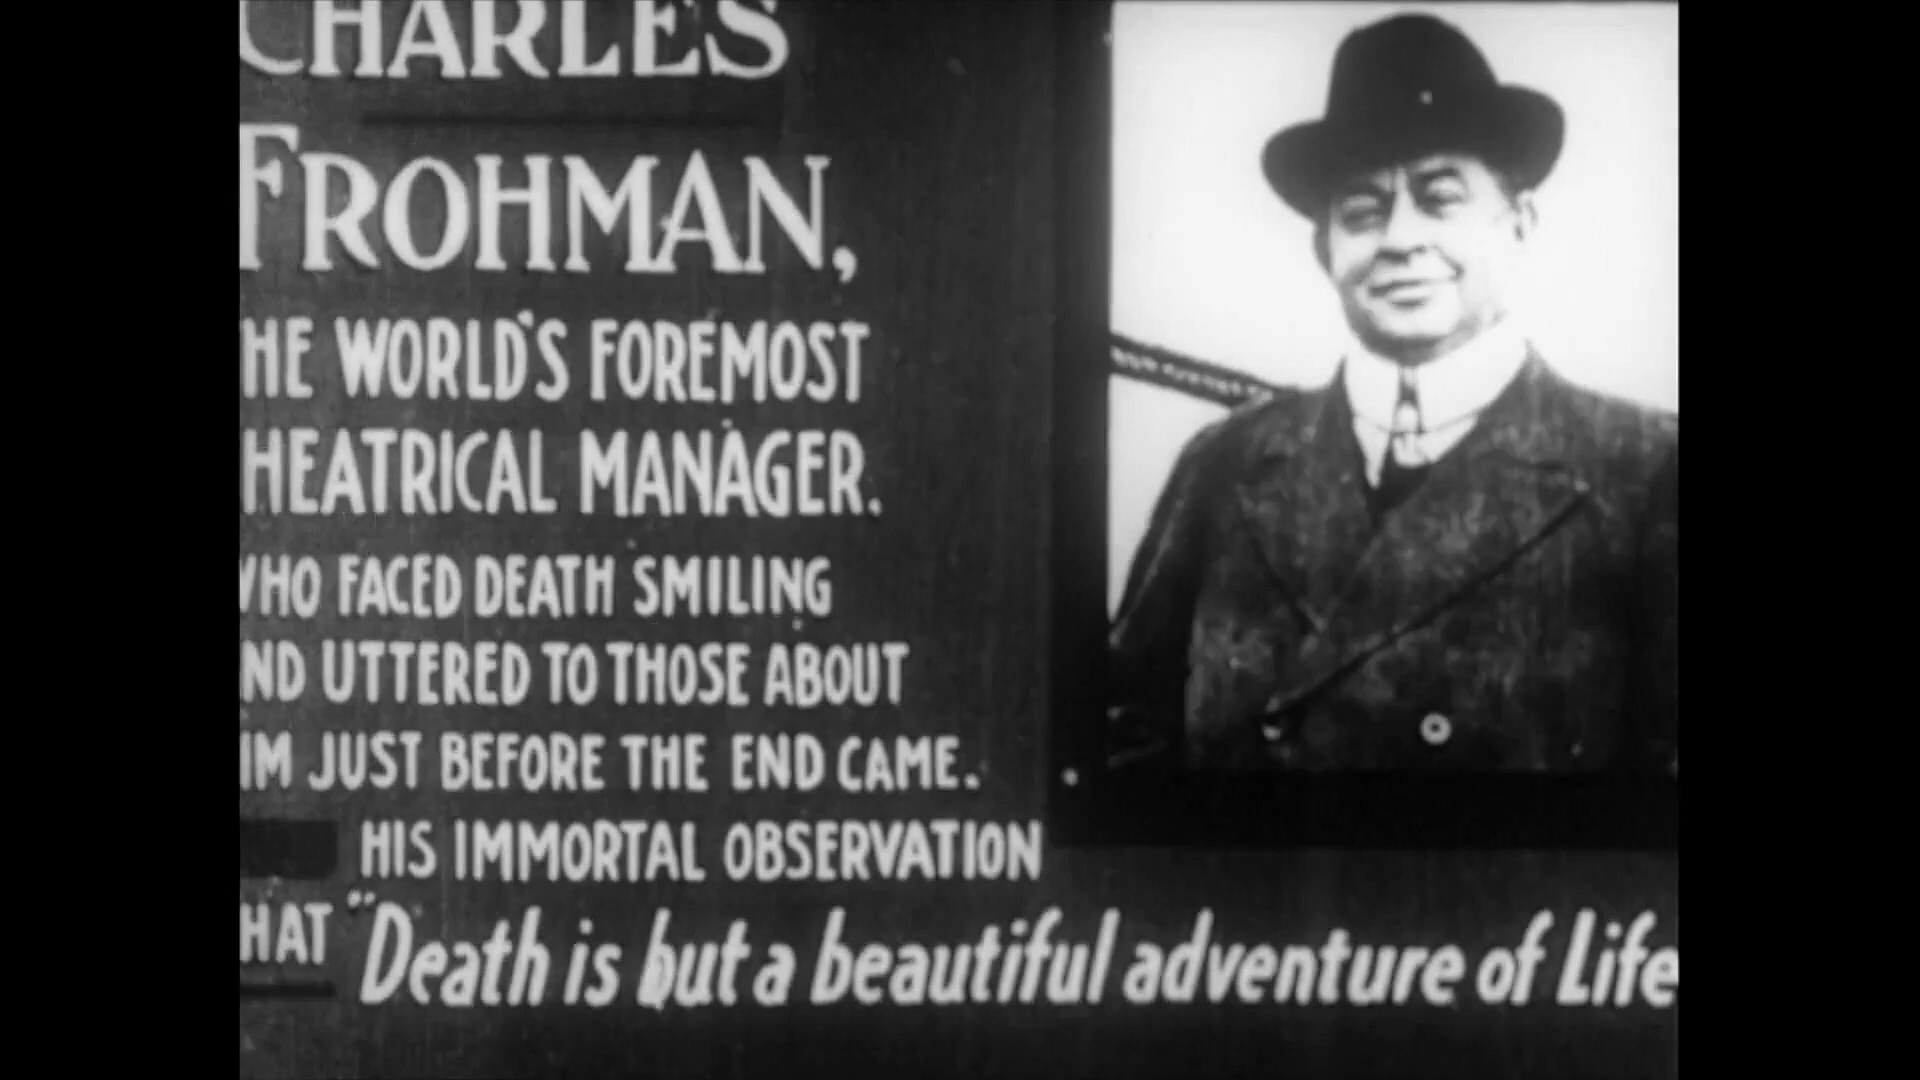 CHARLES
FROHMAN,
HE WORLD'S FOREMOST
HEATRICAL MANAGER.
WHO FACED DEATH SMILING
ND UTTERED TO THOSE ABOUT
IM JUST BEFORE THE END CAME.
HIS IMMORTAL OBSERVATION
HAT "Death is but a beautiful adventure of Life